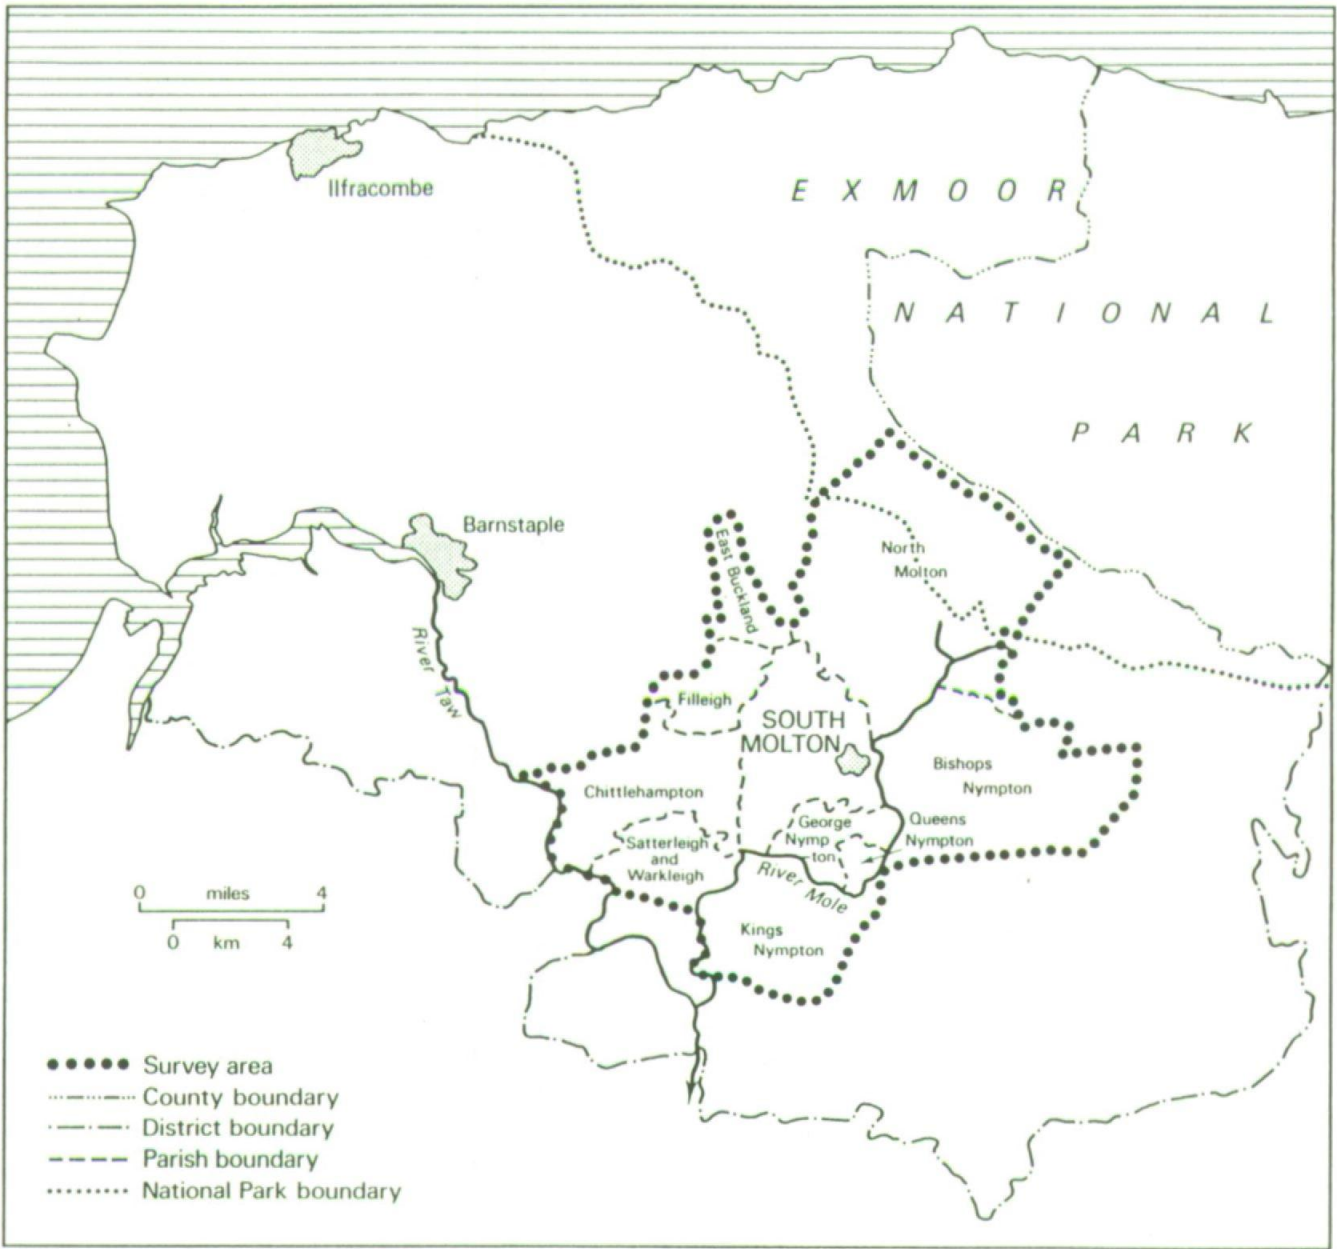 Ilfracombe
EXMOOR
NATIONAL
PARK
Barnstaple
East Buckland
North
Molton
River Taw
Filleigh
SOUTH
MOLTON
Bishops
Nympton
Chittlehampton
George
Nymp
ton
Queens
Nympton
Satterleigh
and
Warkleigh
River Mole
Kings
Nympton
0 miles 4
0 km 4
Survey area
County boundary
District boundary
Parish boundary
National Park boundary